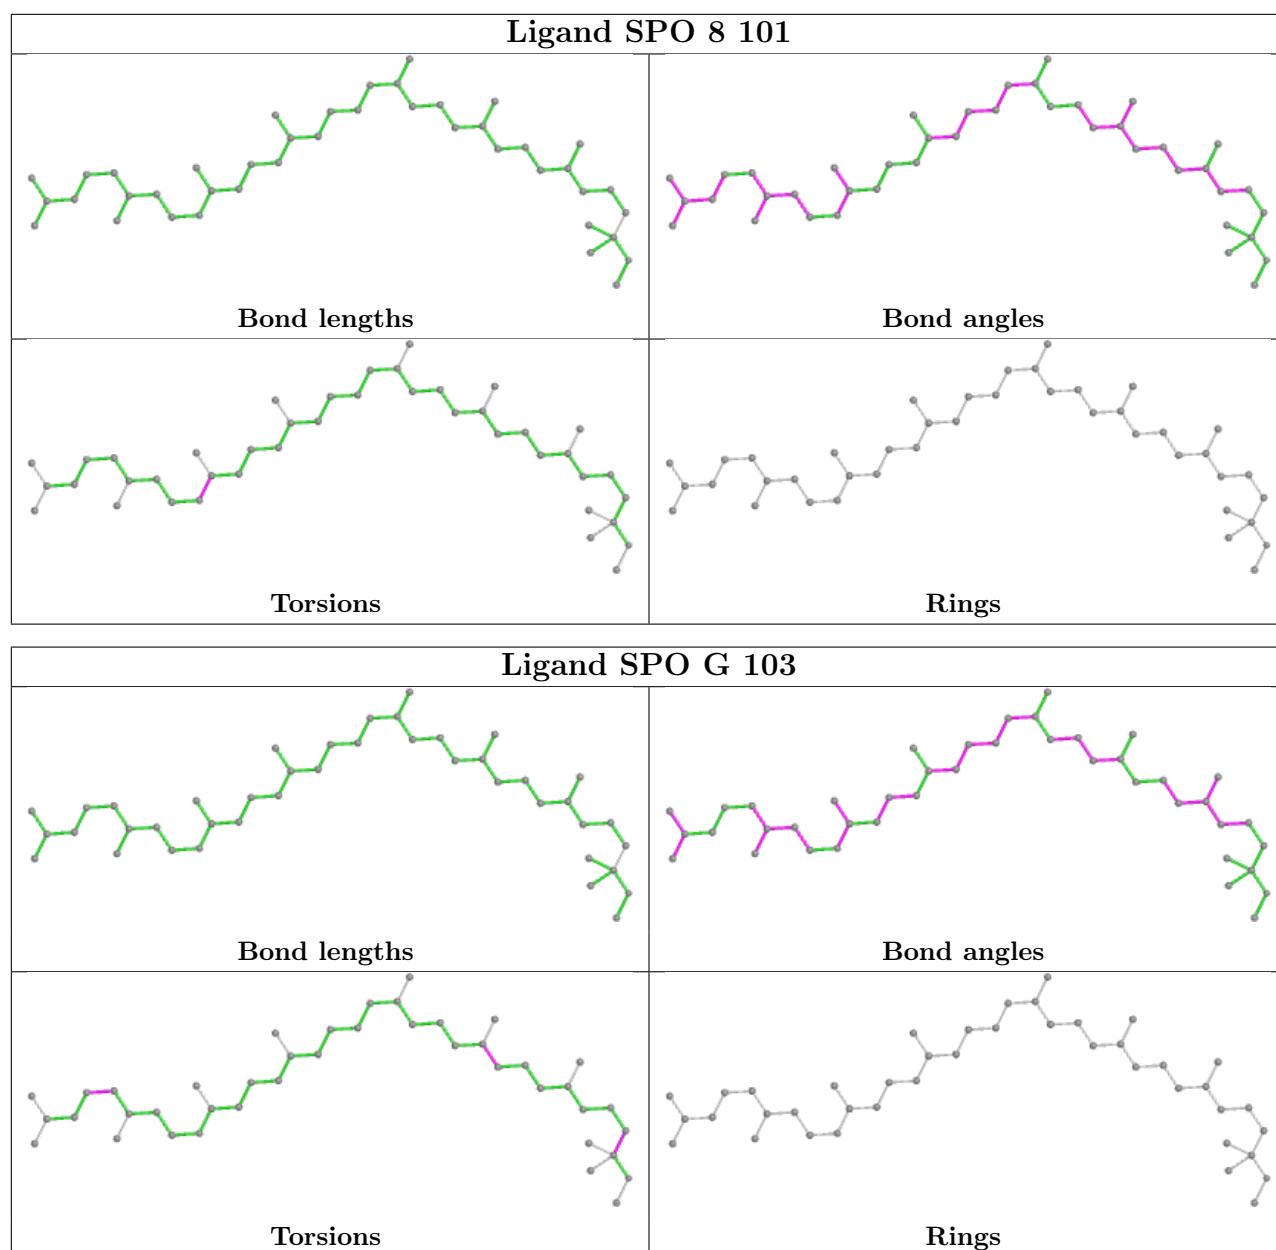 Ligand SPO 8 101
Bond lengths
Bond angles
Torsions
Rings
Ligand SPO G 103
Bond lengths
Bond angles
Torsions
Rings